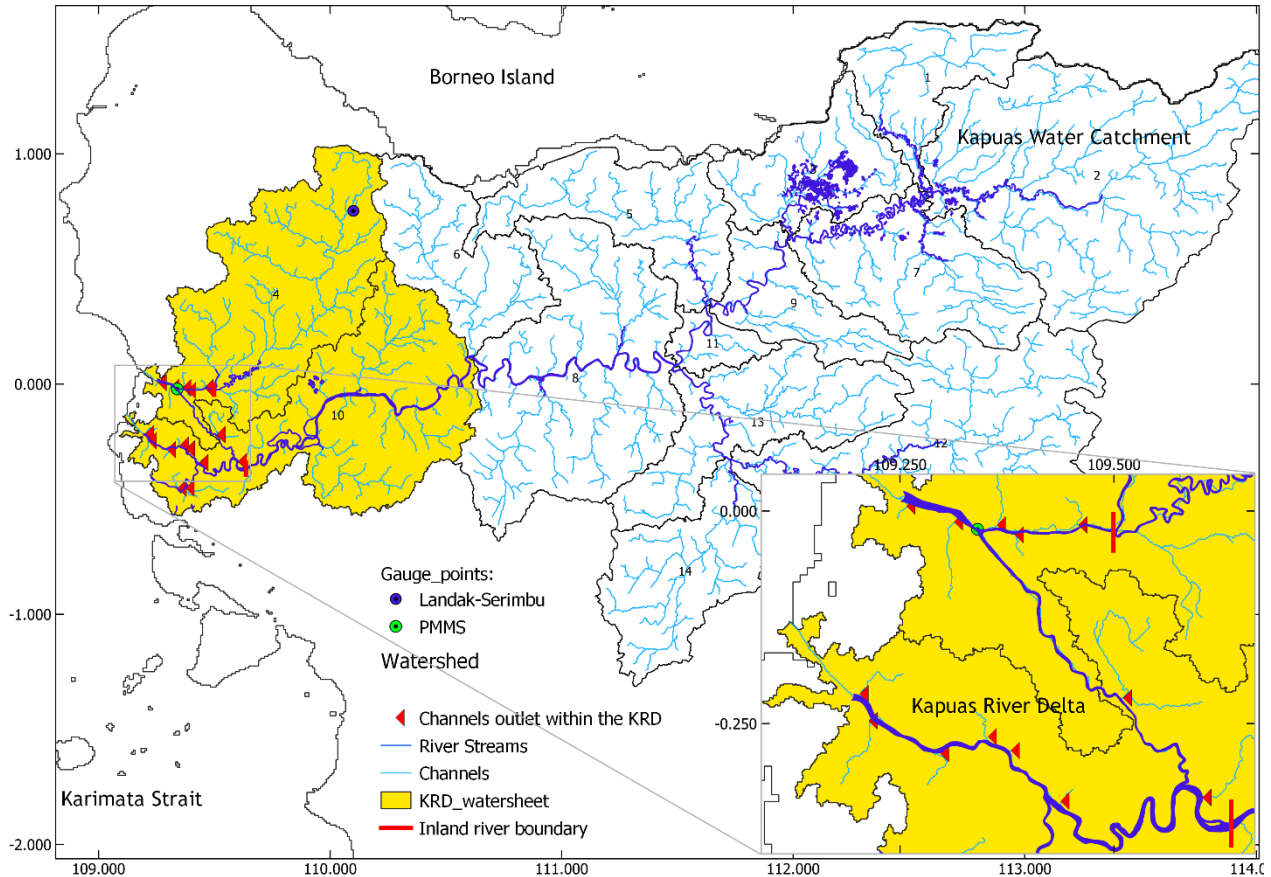 Borneo Island
Kapuas Water Catchment
1
2
3
4
5
6
7
8
9
10
11
12
13
14
1.000
0.000
-1.000
-2.000
109.000
110.000
111.000
112.000
113.000
114.0
Karimata Strait
Gauge_points:
Landak-Serimbu
PMMS
Watershed
Channels outlet within the KRD
River Streams
Channels
KRD_watersheet
Inland river boundary
109.250
109.500
0.000
-0.250
Kapuas River Delta